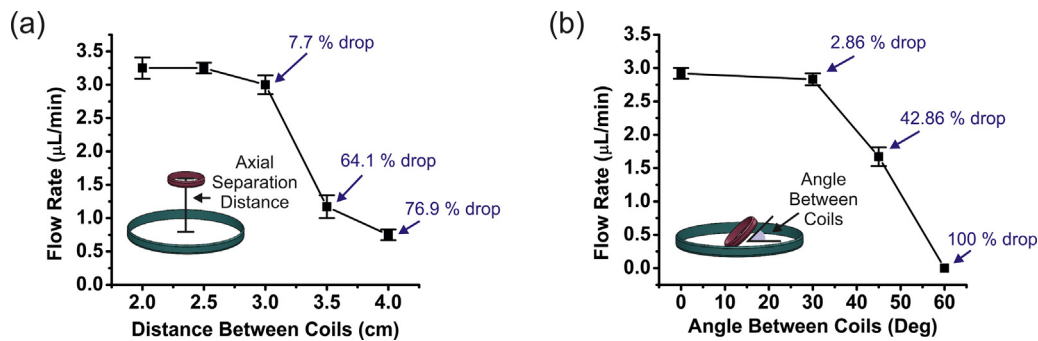 (a)
3.5
3.0
2.5
2.0
1.5
1.0
0.5
0.0
Flow Rate (μL/min)
7.7 % drop
64.1 % drop
76.9 % drop
Axial
Separation
Distance
2.0 2.5 3.0 3.5 4.0
Distance Between Coils (cm)
(b)
3.5
3.0
2.5
2.0
1.5
1.0
0.5
0.0
Flow Rate (μL/min)
2.86 % drop
42.86 % drop
100 % drop
Angle
Between
Coils
0 10 20 30 40 50 60
Angle Between Coils (Deg)